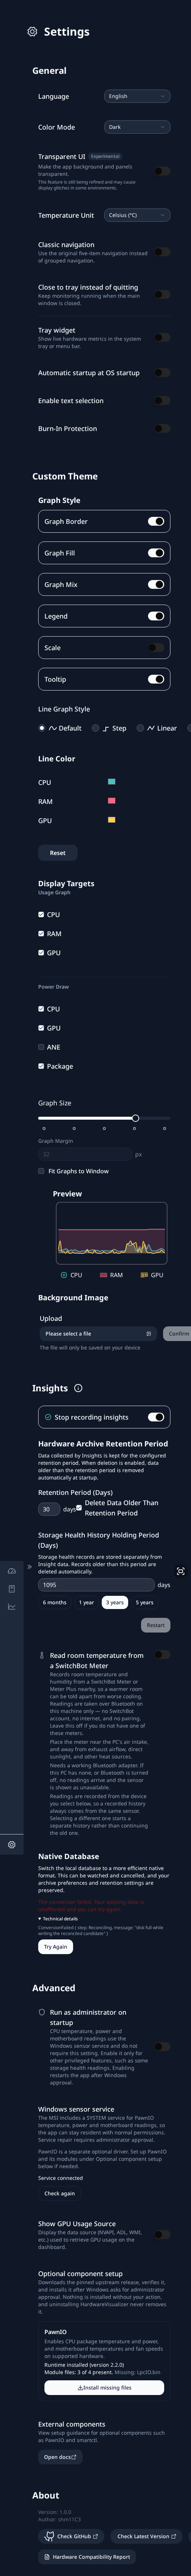 Settings
General
Language
English
Color Mode
Dark
Transparent UI Experimental
Make the app background and panels
transparent.
This feature is still being refined and may cause
display glitches in some environments.
Temperature Unit
Celsius (°C)
Classic navigation
Use the original five-item navigation instead
of grouped navigation.
Close to tray instead of quitting
Keep monitoring running when the main
window is closed.
Tray widget
Show live hardware metrics in the system
tray or menu bar.
Automatic startup at OS startup
Enable text selection
Burn-In Protection
Custom Theme
Graph Style
Graph Border
Graph Fill
Graph Mix
Legend
Scale
Tooltip
Line Graph Style
Default
Step
Linear
Line Color
CPU
RAM
GPU
Reset
Display Targets
Usage Graph
CPU
RAM
GPU
Power Draw
CPU
GPU
ANE
Package
Graph Size
Graph Margin
32
px
Fit Graphs to Window
Preview
CPU
RAM
GPU
Background Image
Upload
Please select a file
Confirm
The file will only be saved on your device
Insights
Stop recording insights
Hardware Archive Retention Period
Data collected by Insights is kept for the configured
retention period. When deletion is enabled, data
older than the retention period is removed
automatically at startup.
Retention Period (Days)
30
days
Delete Data Older Than
Retention Period
Storage Health History Holding Period
(Days)
Storage health records are stored separately from
Insight data. Records older than this period are
deleted automatically.
1095
days
6 months
1 year
3 years
5 years
Restart
Read room temperature from
a SwitchBot Meter
Records room temperature
and humidity from a SwitchBot
Meter or Meter Plus nearby, so a warm room can
be told apart from worse cooling.
Readings are taken over Bluetooth
on this machine only — no SwitchBot
account, no internet, and no pairing.
Leave this off if you do not have one of
these meters.
Place the meter near the PC's air intake,
and away from exhaust airflow, direct
sunlight, and other heat sources.
Needs a working Bluetooth adapter. If
this PC has none, or Bluetooth is turned
off, no readings arrive and the sensor
is shown as unavailable.
Readings are recorded from the device
you select below, so a recorded history
always comes from the same sensor.
Selecting a different one starts a
separate history rather than continuing
the old one.
Native Database
Switch the local database to a more efficient native
format. This can be watched and cancelled, and your
archive preferences and retention settings are
preserved.
Technical details
Try Again
Advanced
Run as administrator on
startup
CPU temperature, power and
motherboard readings use the
Windows sensor service and do not
require this setting. Enable it only for
other privileged features, such as some
storage health readings. Enabling
restarts the app after Windows
approval.
Windows sensor service
The MSI includes a SYSTEM service for PawnIO
temperature, power and motherboard readings, so
the app can stay resident with normal permissions.
Service repair requires administrator approval.
PawnIO is a separate optional driver. Set up PawnIO
and its modules under Optional component setup
below if needed.
Service connected
Check again
Show GPU Usage Source
Display the data source (NVAPI, ADL, WMI,
etc.) used to retrieve GPU usage on the
dashboard.
Optional component setup
Downloads the pinned upstream release, verifies it,
and installs it after Windows asks for administrator
approval. Nothing is installed without your action,
and uninstalling HardwareVisualizer never removes
it.
PawnIO
Enables CPU package temperature and power,
and motherboard temperatures and fan speeds
on supported hardware.
Runtime installed (version 2.2.0)
Module files: 3 of 4 present. Missing: LpcIO.bin
Install missing files
External components
View setup guidance for optional components such
as PawnIO and smartctl.
Open docs
About
Version: 1.0.0
Author: shm11C3
Check GitHub
Check Latest Version
Hardware Compatibility Report